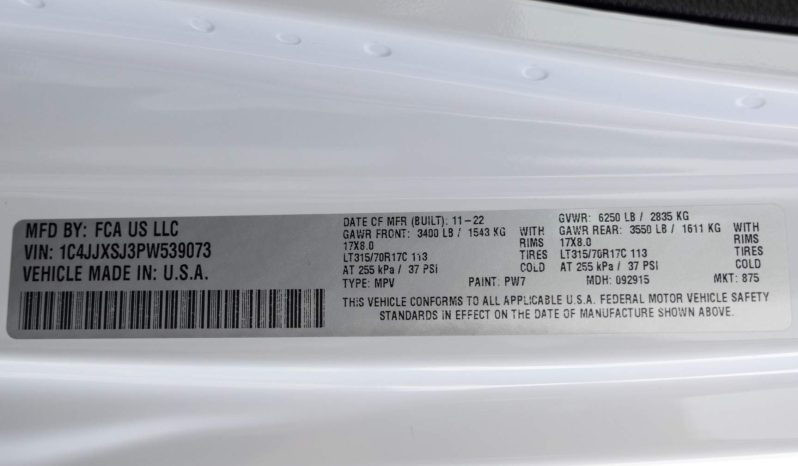 MFD BY: FCA US LLC
VIN: 1C4JJXSJ3PW539073
VEHICLE MADE IN: U.S.A.
DATE OF MFR (BUILT): 11-22
GAWR FRONT: 3400 LB / 1543 KG WITH
17X8.0 RIMS
LT315/70R17C 113 TIRES
AT 255 kPa / 37 PSI COLD
TYPE: MPV PAINT: PW7
GVWR: 6250 LB / 2835 KG
GAWR REAR: 3550 LB / 1611 KG WITH
17X8.0 RIMS
LT315/70R17C 113 TIRES
AT 255 kPa / 37 PSI COLD
MDH: 092915 MKT: 875
THIS VEHICLE CONFORMS TO ALL APPLICABLE U.S.A. FEDERAL MOTOR VEHICLE SAFETY
STANDARDS IN EFFECT ON THE DATE OF MANUFACTURE SHOWN ABOVE.